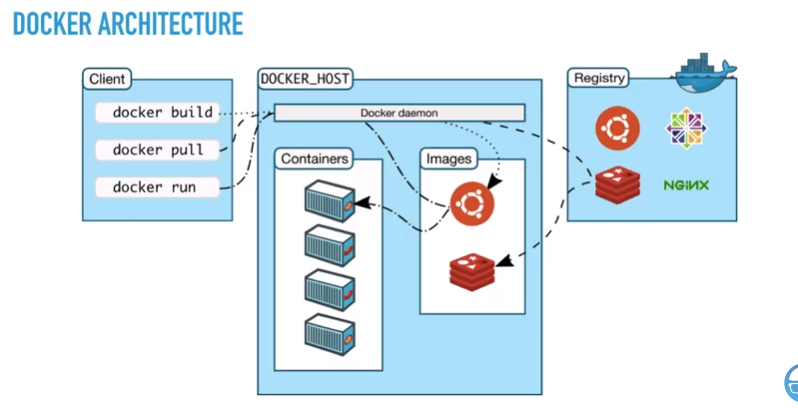 DOCKER ARCHITECTURE
Client
docker build
docker pull
docker run
DOCKER_HOST
Docker daemon
Containers
Images
Registry
NGINX